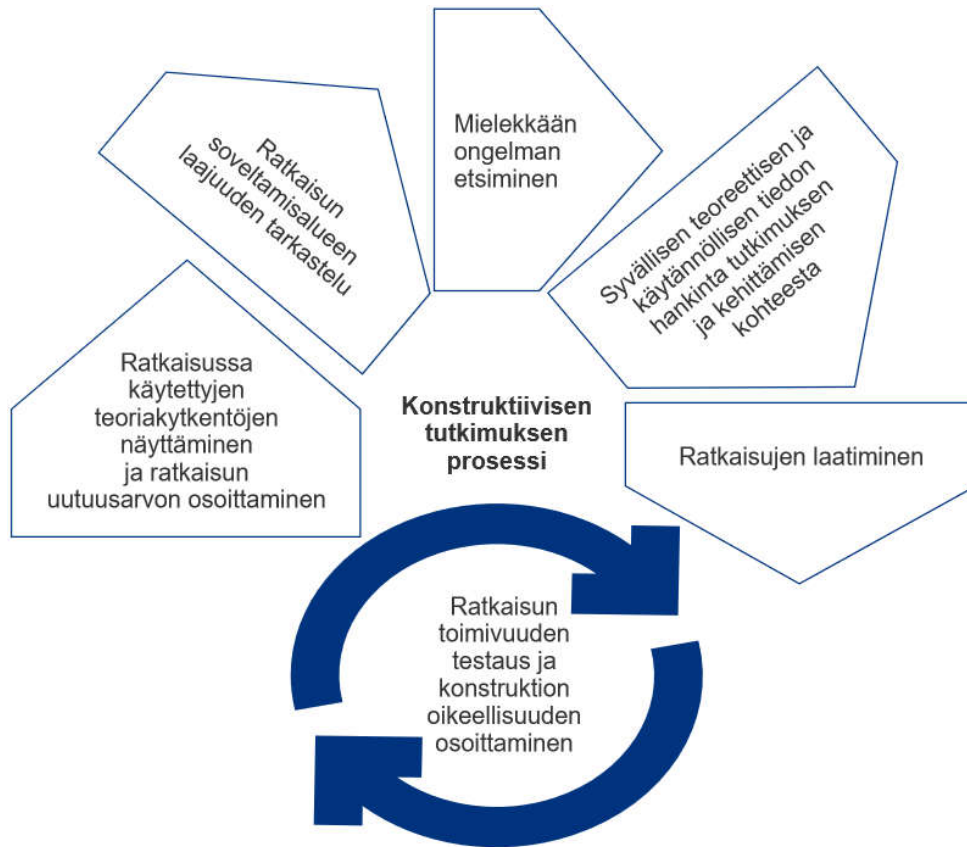 Mielekkään
ongelman
etsiminen
Syvällisen teoreettisen ja
käytännöllisen tiedon
hankinta tutkimuksen
ja kehittämisen
kohteesta
Ratkaisujen laatiminen
Ratkaisun
toimivuuden
testaus ja
konstruktion
oikeellisuuden
osoittaminen
Ratkaisussa
käytettyjen
teoriakytkentöjen
näyttäminen
ja ratkaisun
uutuusarvon osoittaminen
Ratkaisun
soveltamisalueen
laajuuden tarkastelu
Konstruktiivisen
tutkimuksen
prosessi